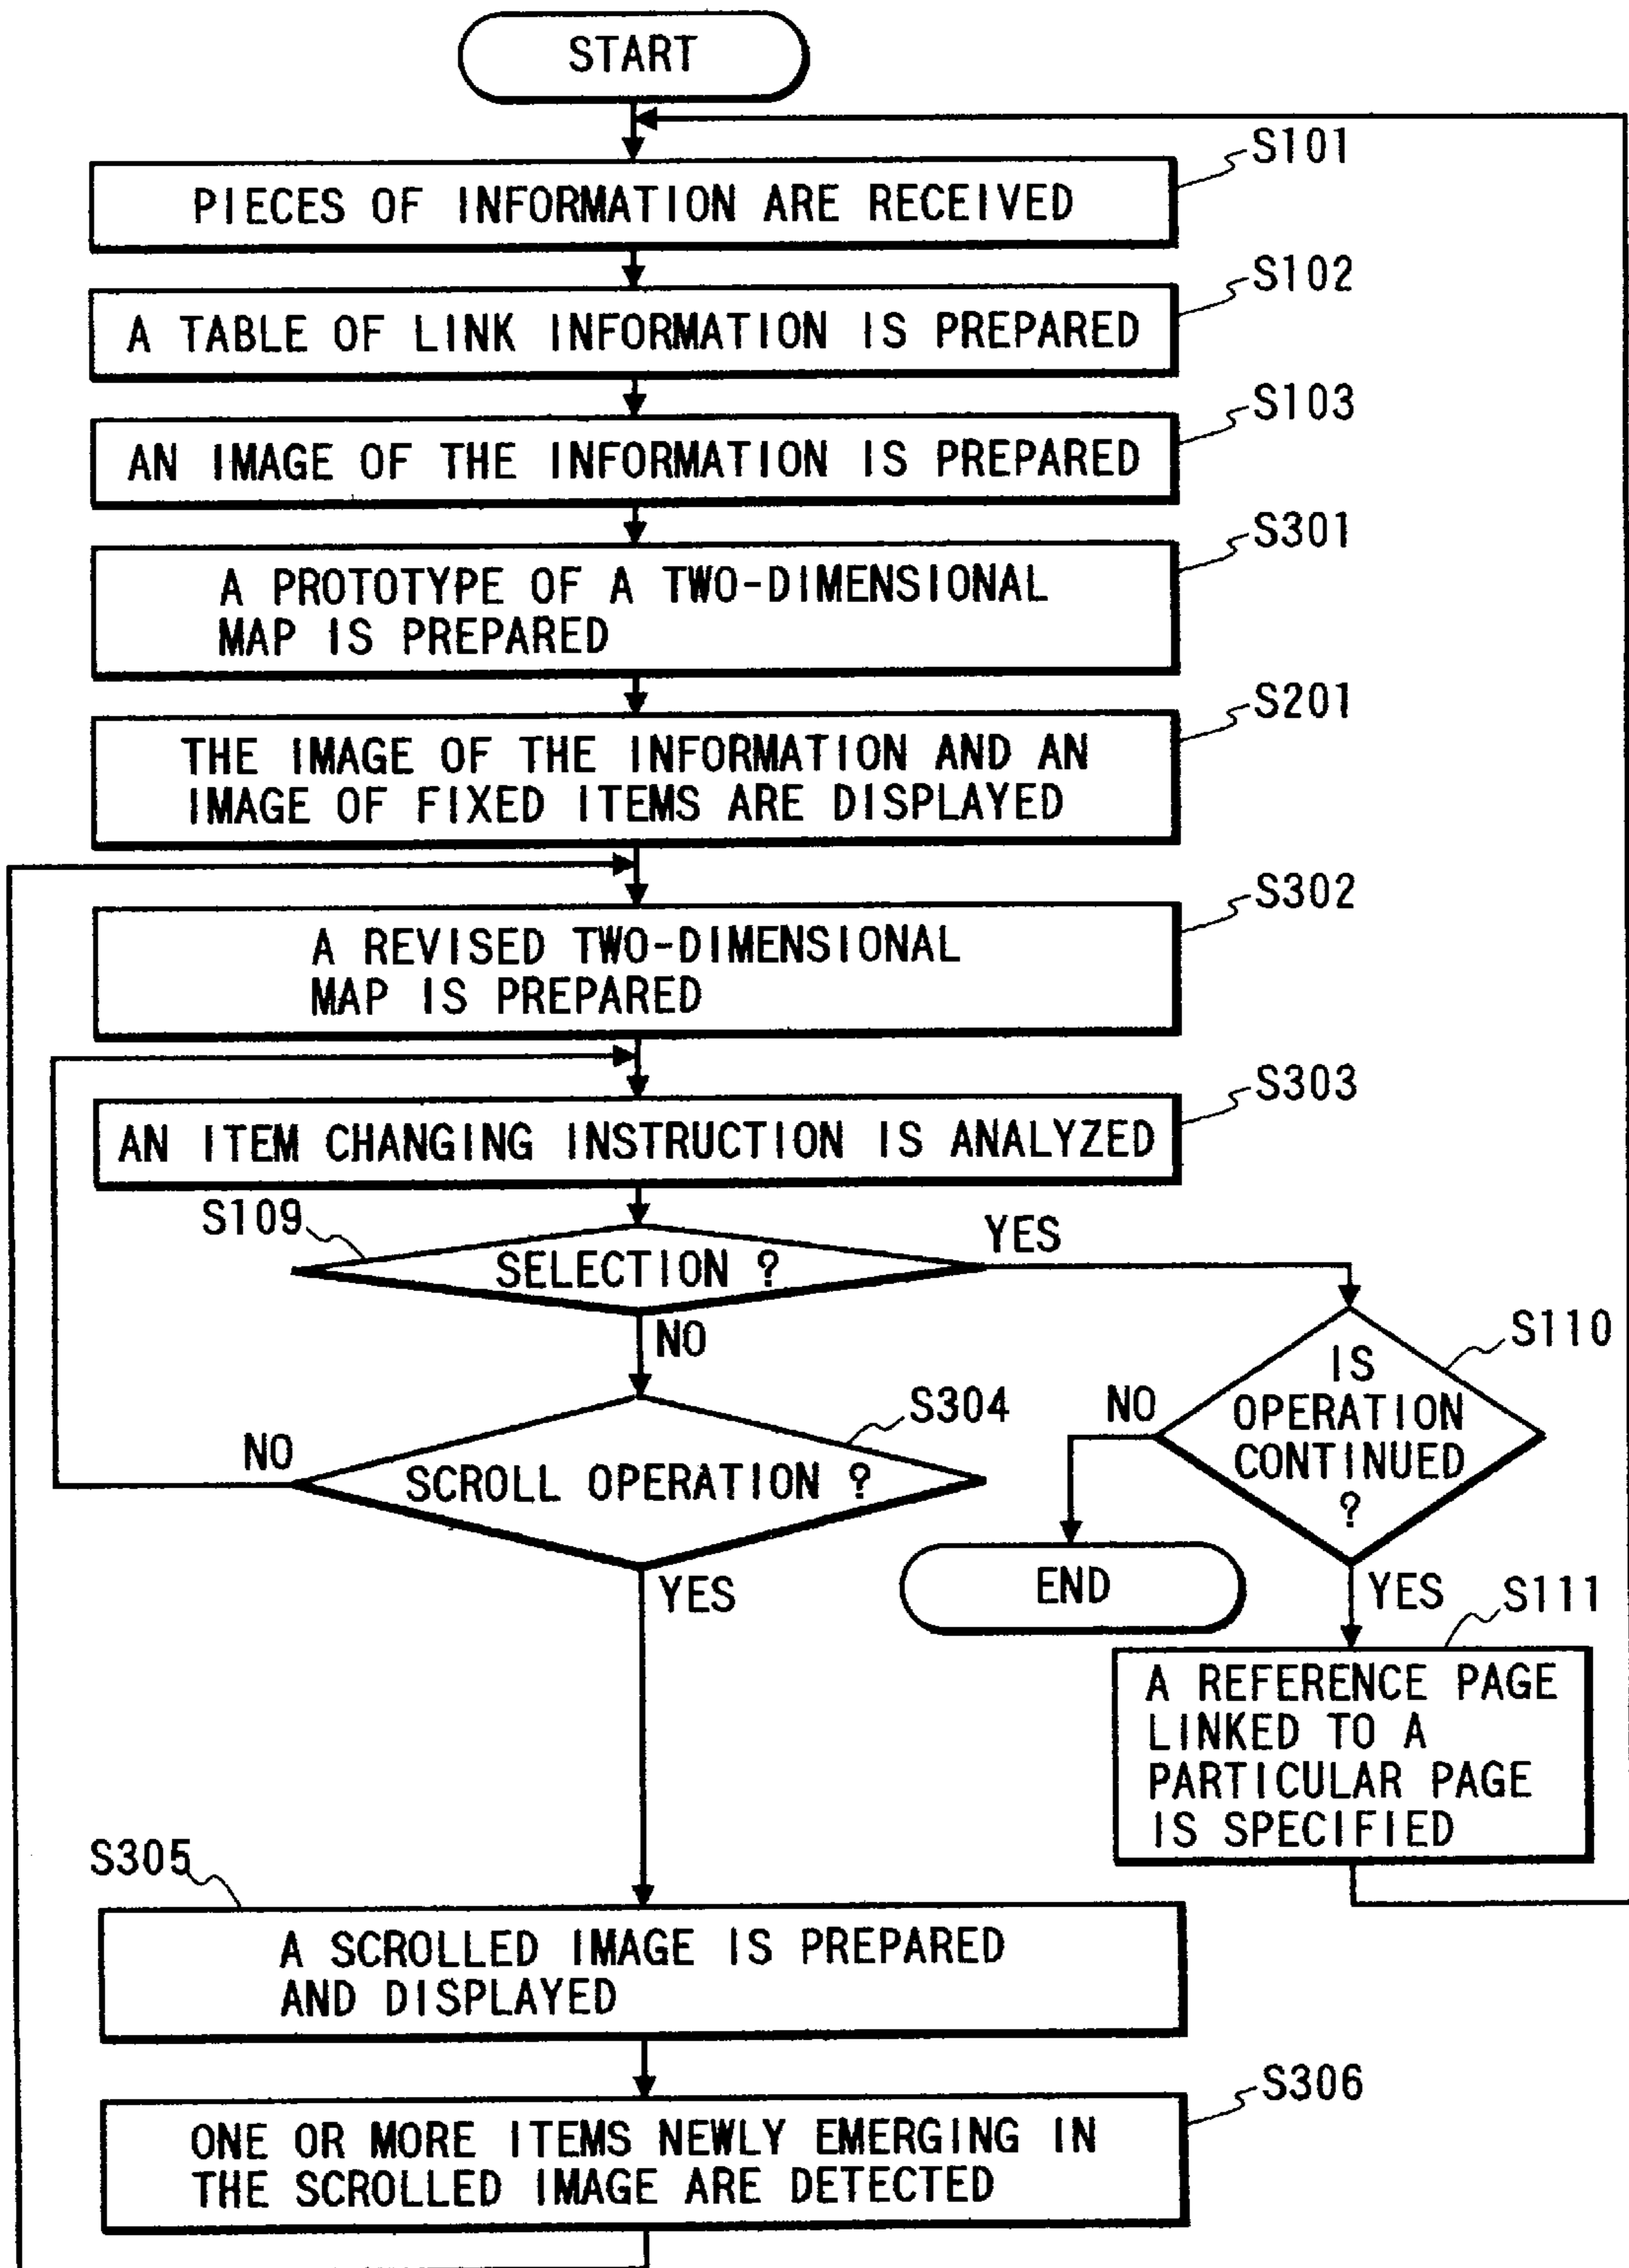 START
S101
PIECES OF INFORMATION ARE RECEIVED
S102
A TABLE OF LINK INFORMATION IS PREPARED
S103
AN IMAGE OF THE INFORMATION IS PREPARED
S301
A PROTOTYPE OF A TWO-DIMENSIONAL
MAP IS PREPARED
S201
THE IMAGE OF THE INFORMATION AND AN
IMAGE OF FIXED ITEMS ARE DISPLAYED
S302
A REVISED TWO-DIMENSIONAL
MAP IS PREPARED
S303
AN ITEM CHANGING INSTRUCTION IS ANALYZED
S109
SELECTION ?
YES
NO
S110
IS
OPERATION
CONTINUED
?
NO
S304
SCROLL OPERATION ?
NO
YES
END
YES
S111
A REFERENCE PAGE
LINKED TO A
PARTICULAR PAGE
IS SPECIFIED
S305
A SCROLLED IMAGE IS PREPARED
AND DISPLAYED
S306
ONE OR MORE ITEMS NEWLY EMERGING IN
THE SCROLLED IMAGE ARE DETECTED